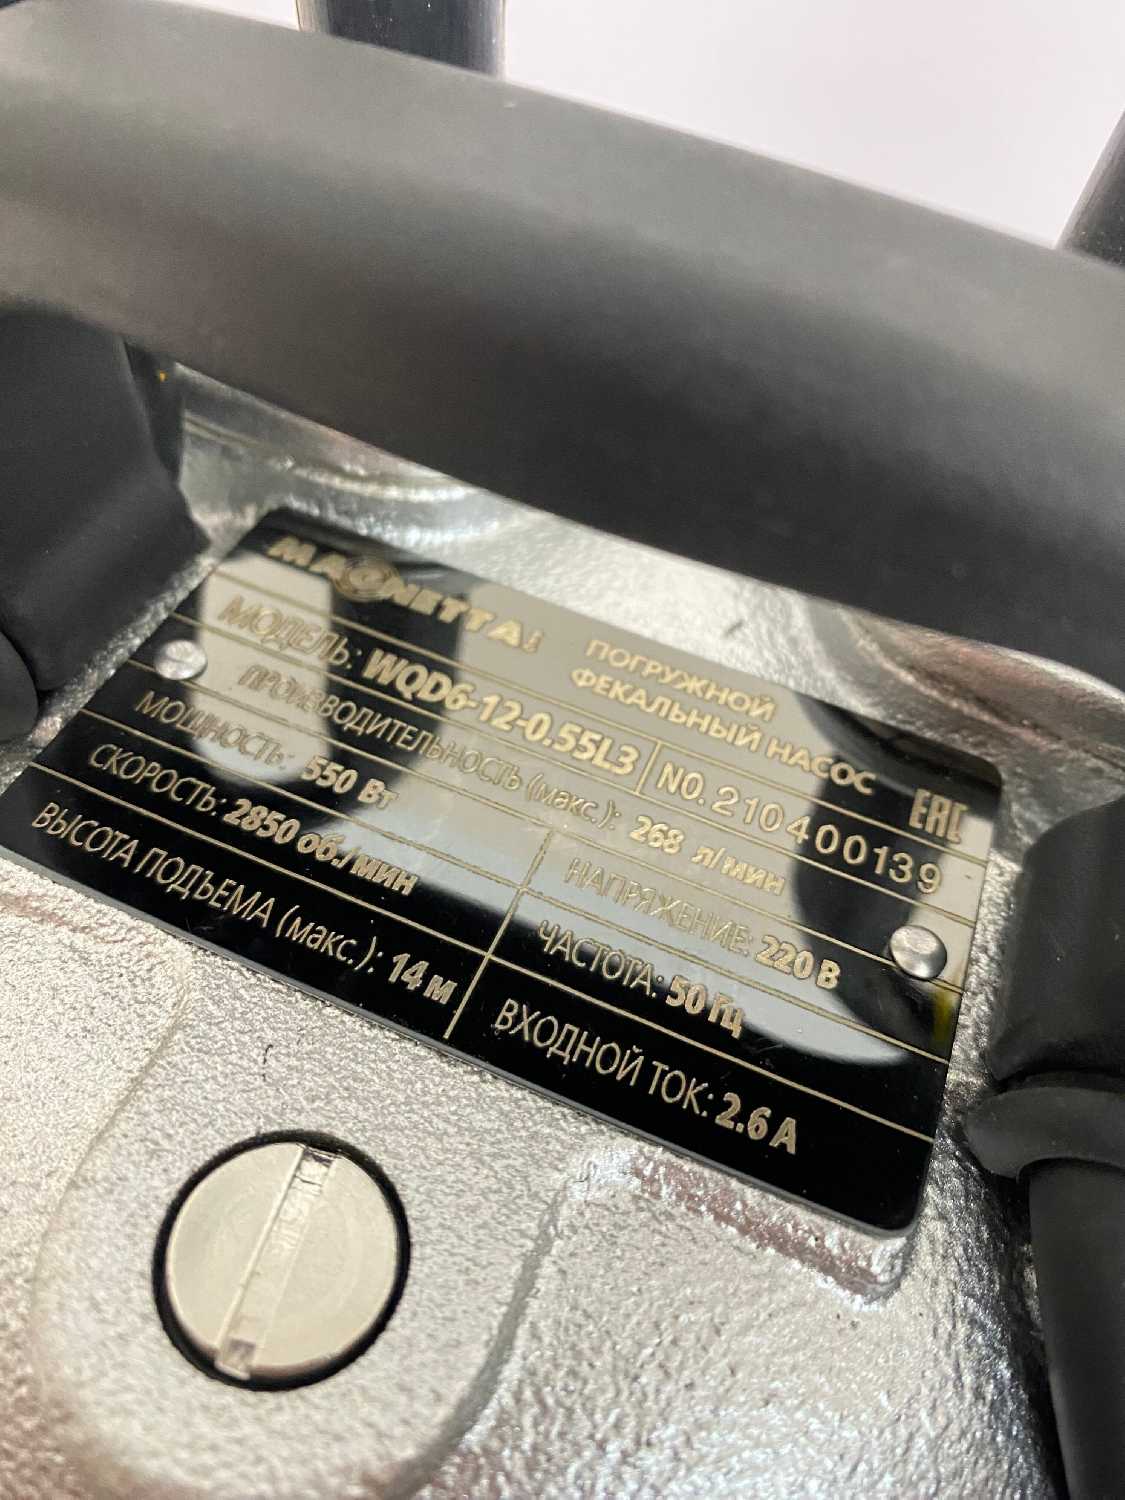 MAGNETTA
ПОГРУЖНОЙ
ФЕКАЛЬНЫЙ НАСОС
EAC
МОДЕЛЬ: WQD6-12-0.55L3
NO. 210400139
ПРОИЗВОДИТЕЛЬНОСТЬ (макс.): 268 л/мин
МОЩНОСТЬ: 550 Вт
НАПРЯЖЕНИЕ: 220 В
СКОРОСТЬ: 2850 об./мин
ЧАСТОТА: 50 Гц
ВЫСОТА ПОДЪЕМА (макс.): 14 м
ВХОДНОЙ ТОК: 2.6 А